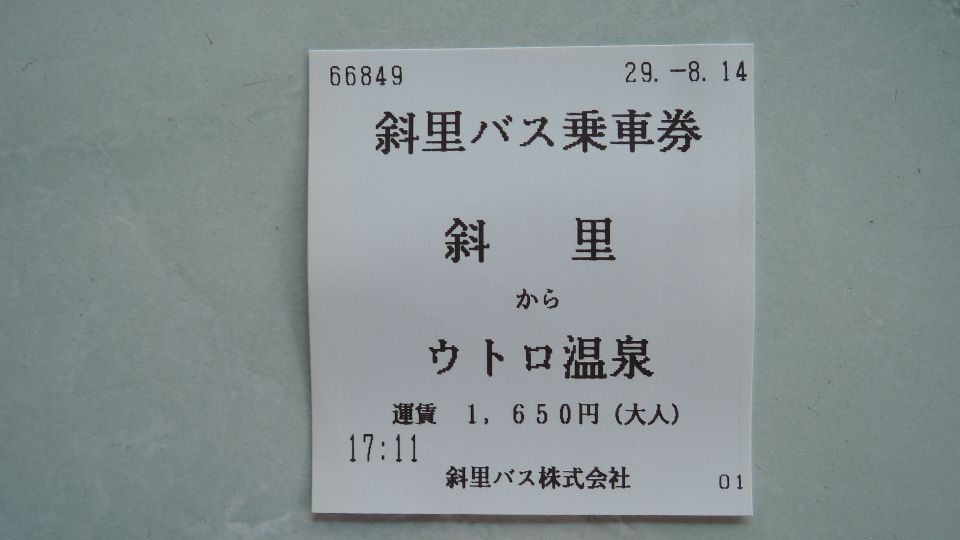 66849 29.-8.14
斜里バス乗車券
斜 里
から
ウトロ温泉
運賃 1,650円(大人)
17:11
斜里バス株式会社 01